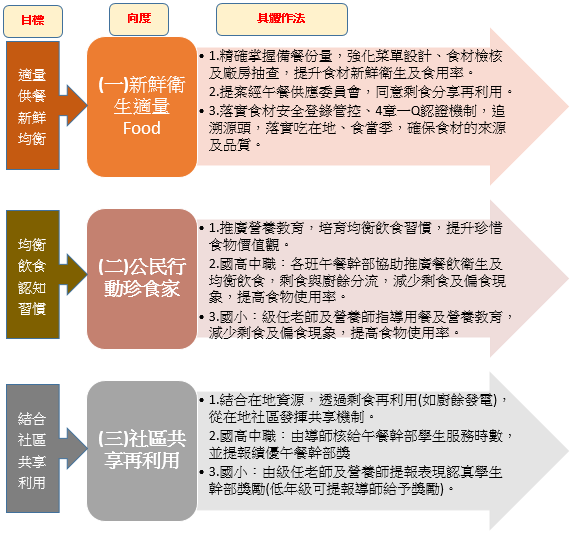 目標
向度
具體作法
適量
供餐
新鮮
均衡
(一)新鮮衛
生適量
Food
• 1.精確掌握備餐份量，強化菜單設計、食材檢核
及廠房抽查，提升食材新鮮衛生及食用率。
• 2.提案經午餐供應委員會，同意剩食分享再利用。
• 3.落實食材安全登錄管控、4章一Q認證機制，追
溯源頭，落實吃在地、食當季，確保食材的來源
及品質。
均衡
飲食
認知
習慣
(二)公民行
動珍食家
• 1.推廣營養教育，培育均衡飲食習慣，提升珍惜
食物價值觀。
• 2.國高中職：各班午餐幹部協助推廣餐飲衛生及
均衡飲食，剩食與廚餘分流，減少剩食及偏食現
象，提高食物使用率。
• 3.國小：級任老師及營養師指導用餐及營養教育，
減少剩食及偏食現象，提高食物使用率。
結合
社區
共享
利用
(三)社區共
享再利用
• 1.結合在地資源，透過剩食再利用(如廚餘發電)，
從在地社區發揮共享機制。
• 2.國高中職：由導師核給午餐幹部學生服務時數，
並提報績優午餐幹部獎
• 3.國小：由級任老師及營養師提報表現認真學生
幹部獎勵(低年級可提報導師給予獎勵)。